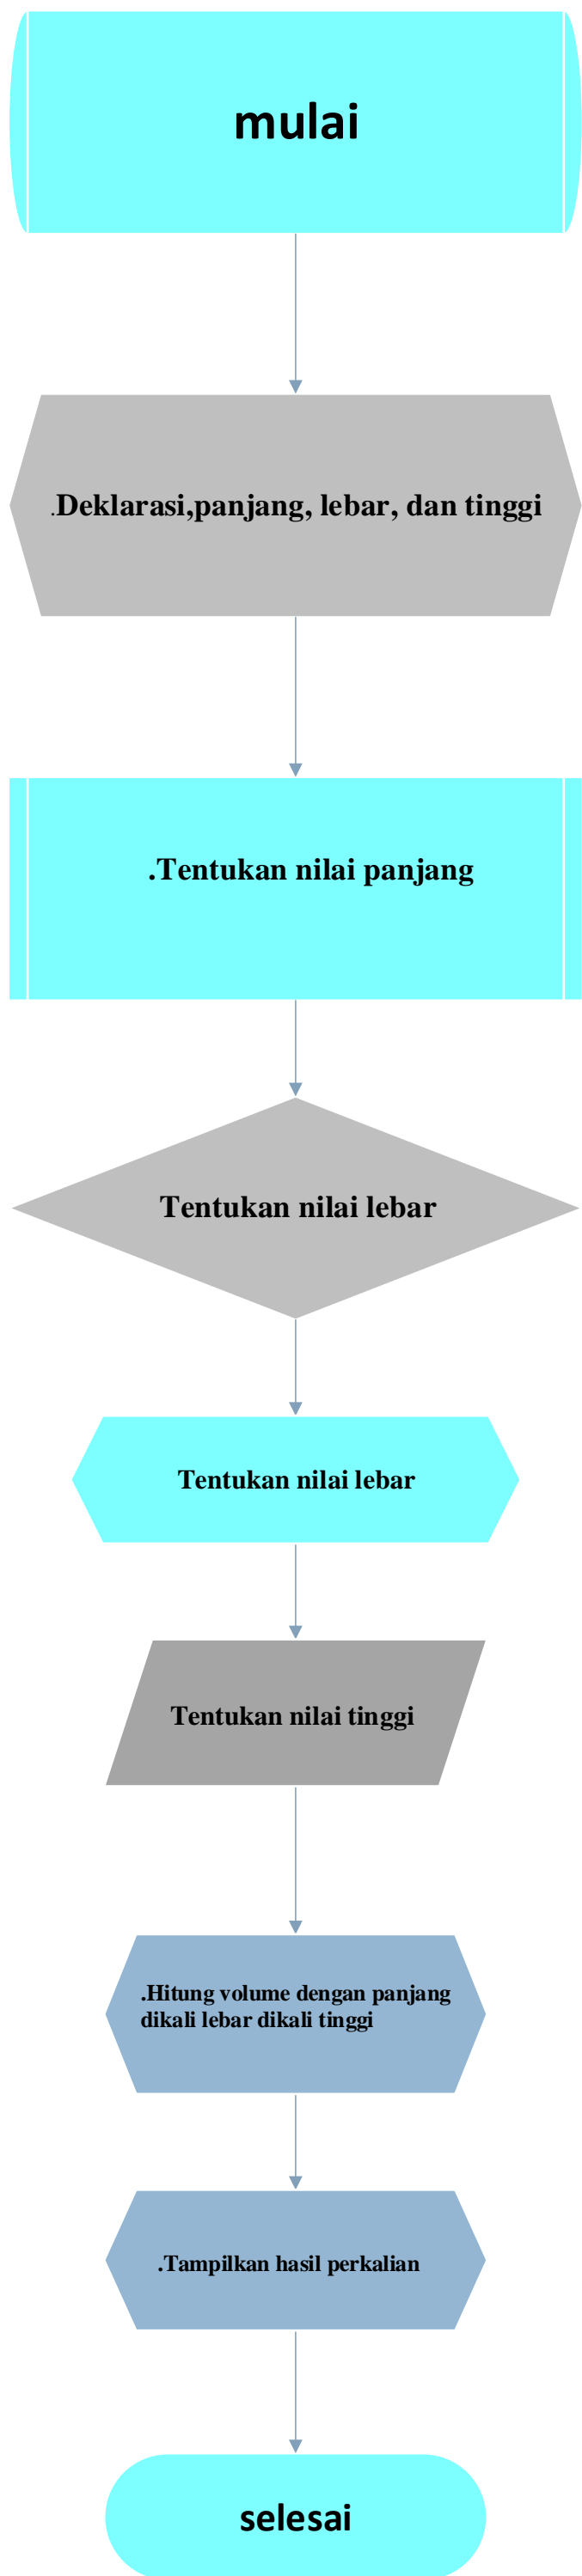 mulai
.Deklarasi,panjang, lebar, dan tinggi
.Tentukan nilai panjang
Tentukan nilai lebar
Tentukan nilai lebar
Tentukan nilai tinggi
.Hitung volume dengan panjang
dikali lebar dikali tinggi
.Tampilkan hasil perkalian
selesai